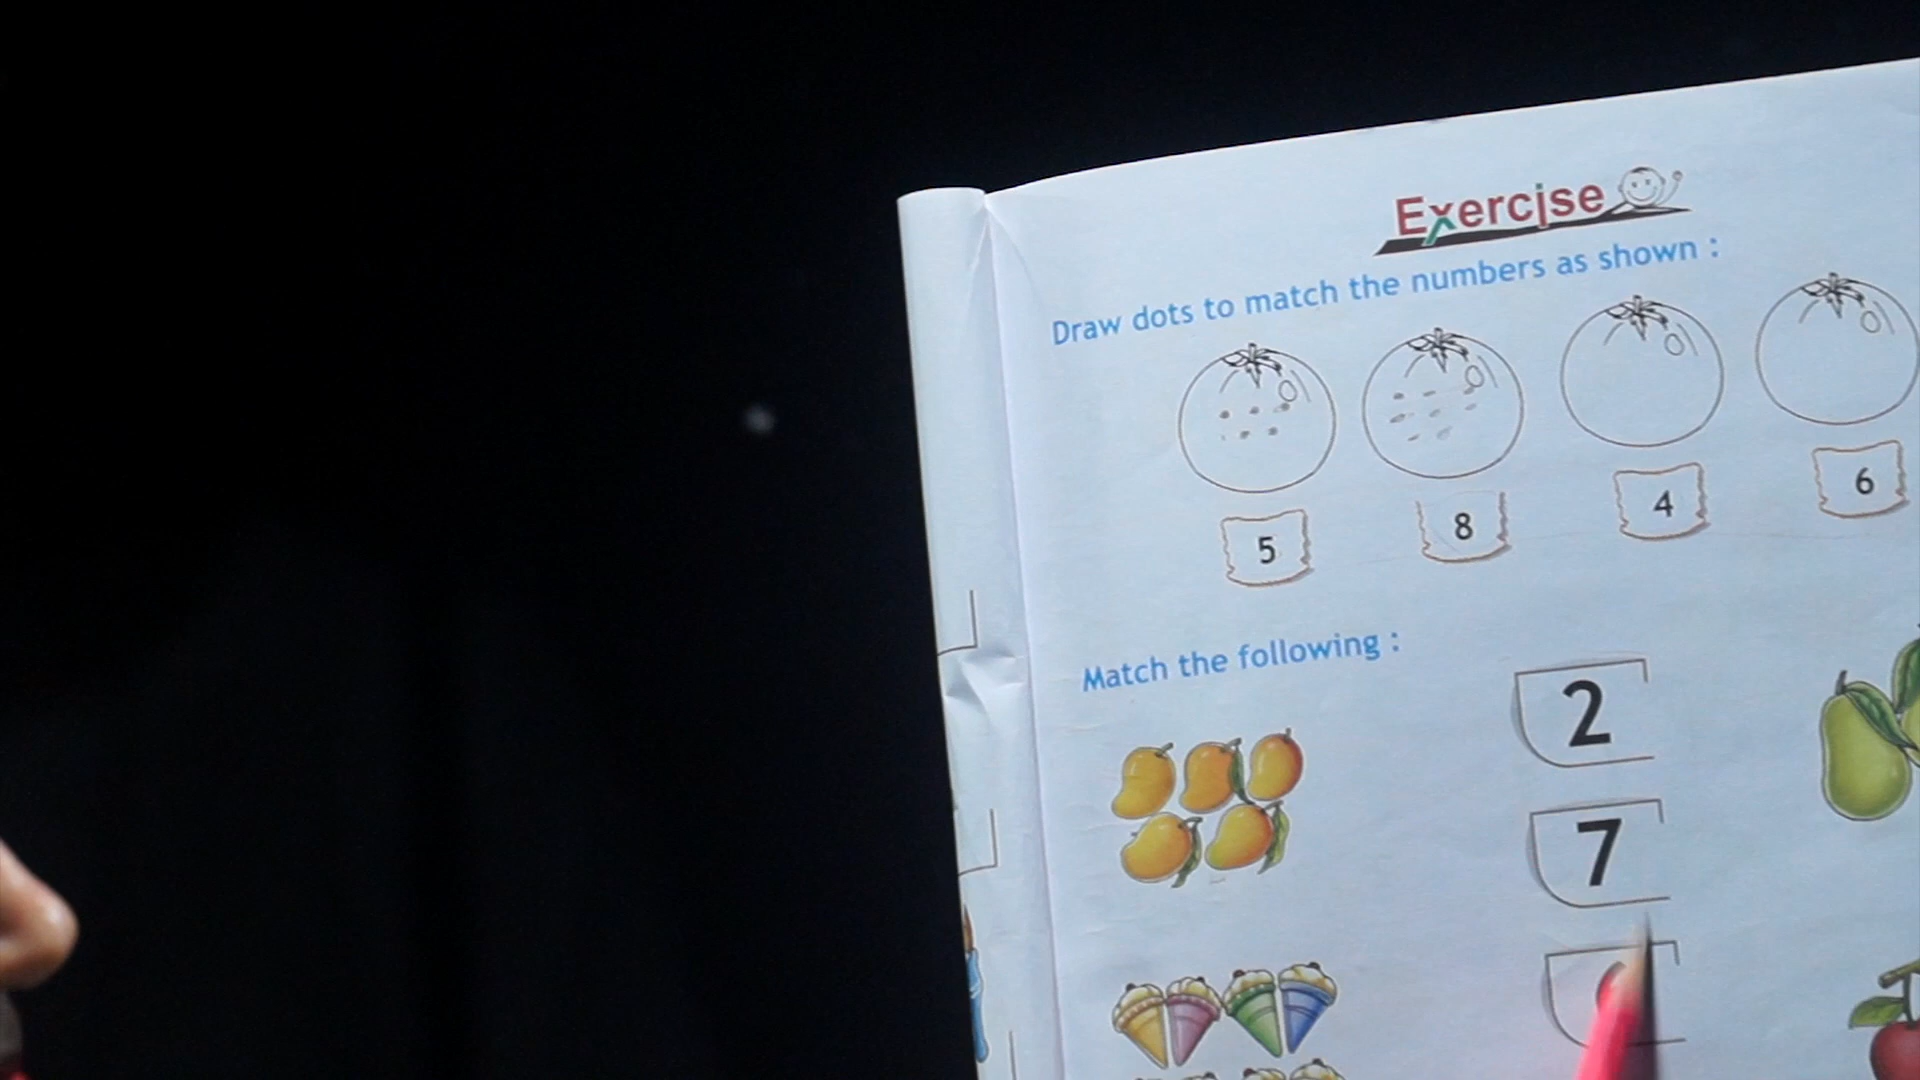 Exercise
Draw dots to match the numbers as shown :
5 8 4 6
Match the following :
2
7